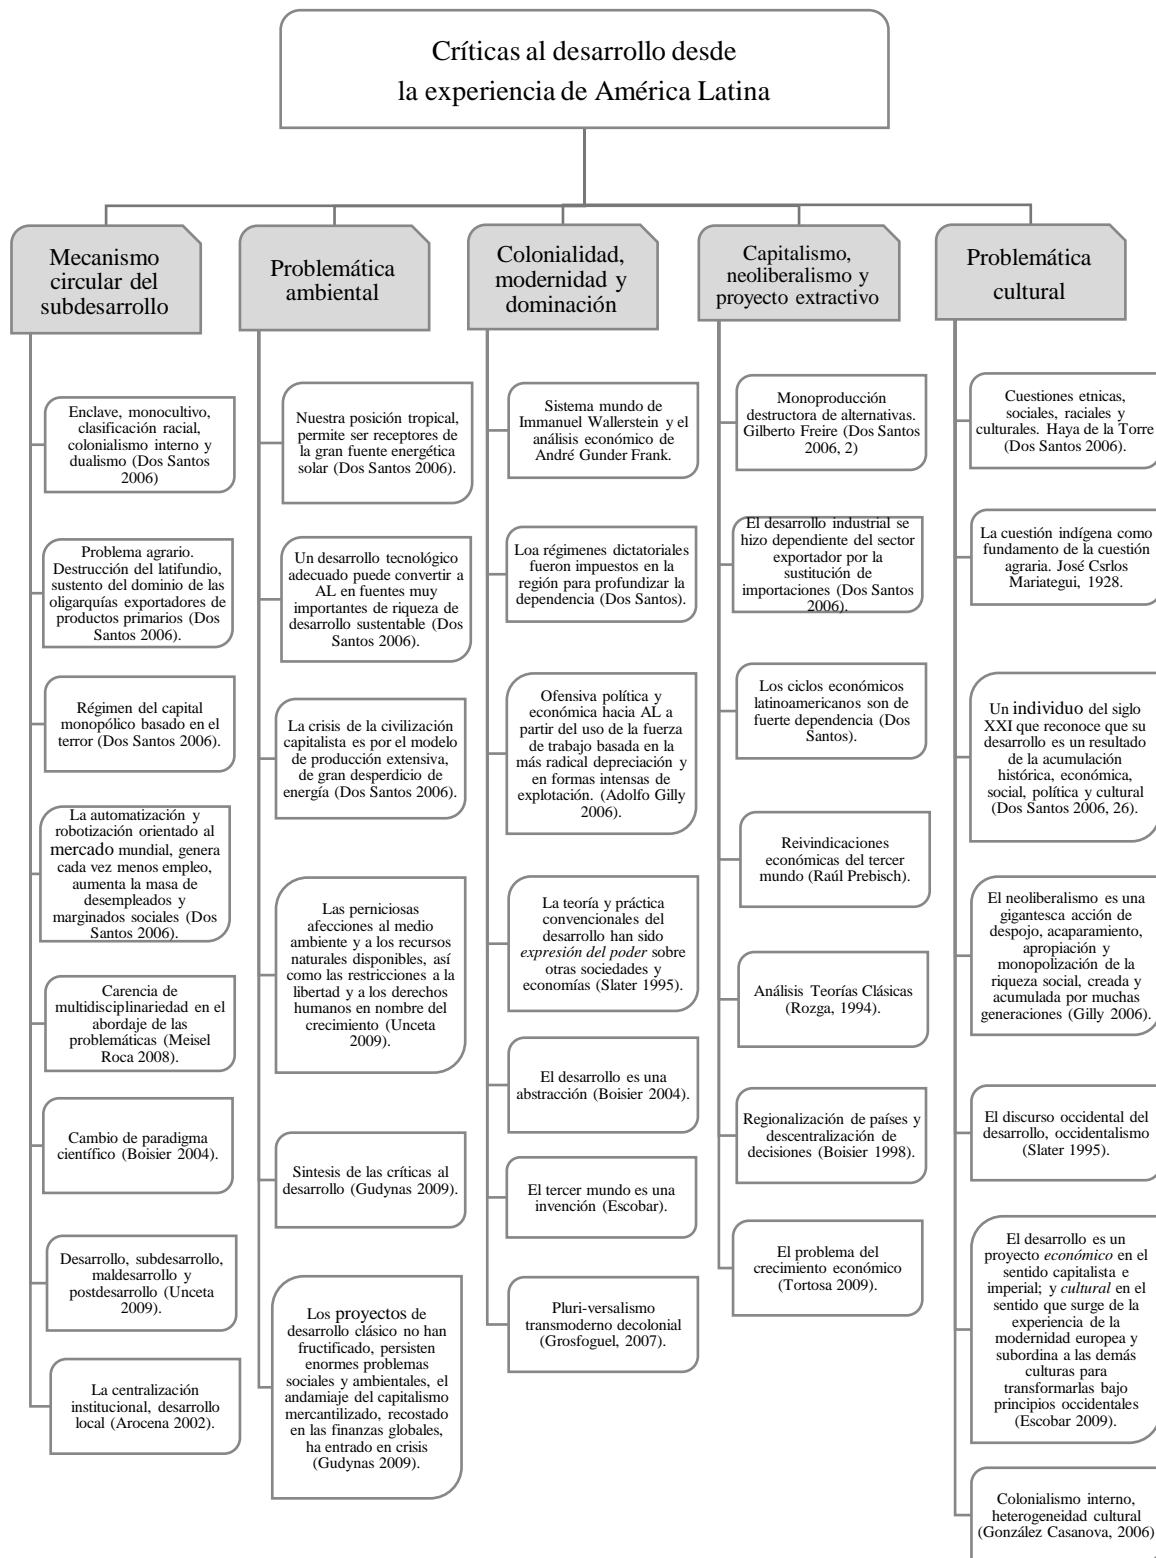 Críticas al desarrollo desde
la experiencia de América Latina
Mecanismo
circular del
subdesarrollo
Enclave, monocultivo,
clasificación racial,
colonialismo interno y
dualismo (Dos Santos
2006)
Problema agrario.
Destrucción del latifundio,
sustento del dominio de las
oligarquías exportadores de
productos primarios (Dos
Santos 2006).
Régimen del capital
monopólico basado en el
terror (Dos Santos 2006).
La automatización y
robotización orientado al
mercado mundial, genera
cada vez menos empleo,
aumenta la masa de
desempleados y
marginados sociales (Dos
Santos 2006).
Carencia de
multidisciplinariedad en el
abordaje de las
problemáticas (Meisel
Roca 2008).
Cambio de paradigma
científico (Boisier 2004).
Desarrollo, subdesarrollo,
maldesarrollo y
postdesarrollo (Unceta
2009).
La centralización
institucional, desarrollo
local (Arocena 2002).
Problemática
ambiental
Nuestra posición tropical,
permite ser receptores de
la gran fuente energética
solar (Dos Santos 2006).
Un desarrollo tecnológico
adecuado puede convertir a
AL en fuentes muy
importantes de riqueza de
desarrollo sustentable (Dos
Santos 2006).
La crisis de la civilización
capitalista es por el modelo
de producción extensiva,
de gran desperdicio de
energía (Dos Santos 2006).
Las perniciosas
afecciones al medio
ambiente y a los recursos
naturales disponibles, así
como las restricciones a la
libertad y a los derechos
humanos en nombre del
crecimiento (Unceta
2009).
Sintesis de las críticas al
desarrollo (Gudynas 2009).
Los proyectos de
desarrollo clásico no han
fructificado, persisten
enormes problemas
sociales y ambientales, el
andamiaje del capitalismo
mercantilizado, recostado
en las finanzas globales,
ha entrado en crisis
(Gudynas 2009).
Colonialidad,
modernidad y
dominación
Sistema mundo de
Immanuel Wallerstein y el
análisis económico de
André Gunder Frank.
Loa régimenes dictatoriales
fueron impuestos en la
región para profundizar la
dependencia (Dos Santos).
Ofensiva política y
económica hacia AL a
partir del uso de la fuerza
de trabajo basada en la
más radical depreciación y
en formas intensas de
explotación. (Adolfo Gilly
2006).
La teoría y práctica
convencionales del
desarrollo han sido
expresión del poder sobre
otras sociedades y
economías (Slater 1995).
El desarrollo es una
abstracción (Boisier 2004).
El tercer mundo es una
invención (Escobar).
Pluri-versalismo
transmoderno decolonial
(Grosfoguel, 2007).
Capitalismo,
neoliberalismo y
proyecto extractivo
Monoproducción
destructora de alternativas.
Gilberto Freire (Dos Santos
2006, 2)
El desarrollo industrial se
hizo dependiente del sector
exportador por la
sustitución de
importaciones (Dos Santos
2006).
Los ciclos económicos
latinoamericanos son de
fuerte dependencia (Dos
Santos).
Reivindicaciones
económicas del tercer
mundo (Raúl Prebisch).
Análisis Teorías Clásicas
(Rozga, 1994).
Regionalización de países y
descentralización de
decisiones (Boisier 1998).
El problema del
crecimiento económico
(Tortosa 2009).
Problemática
cultural
Cuestiones etnicas,
sociales, raciales y
culturales. Haya de la Torre
(Dos Santos 2006).
La cuestión indígena como
fundamento de la cuestión
agraria. José Csrlos
Mariategui, 1928.
Un individuo del siglo
XXI que reconoce que su
desarrollo es un resultado
de la acumulación
histórica, económica,
social, política y cultural
(Dos Santos 2006, 26).
El neoliberalismo es una
gigantesca acción de
despojo, acaparamiento,
apropiación y
monopolización de la
riqueza social, creada y
acumulada por muchas
generaciones (Gilly 2006).
El discurso occidental del
desarrollo, occidentalismo
(Slater 1995).
El desarrollo es un
proyecto económico en el
sentido capitalista e
imperial; y cultural en el
sentido que surge de la
experiencia de la
modernidad europea y
subordina a las demás
culturas para
transformarlas bajo
principios occidentales
(Escobar 2009).
Colonialismo interno,
heterogeneidad cultural
(González Casanova, 2006)